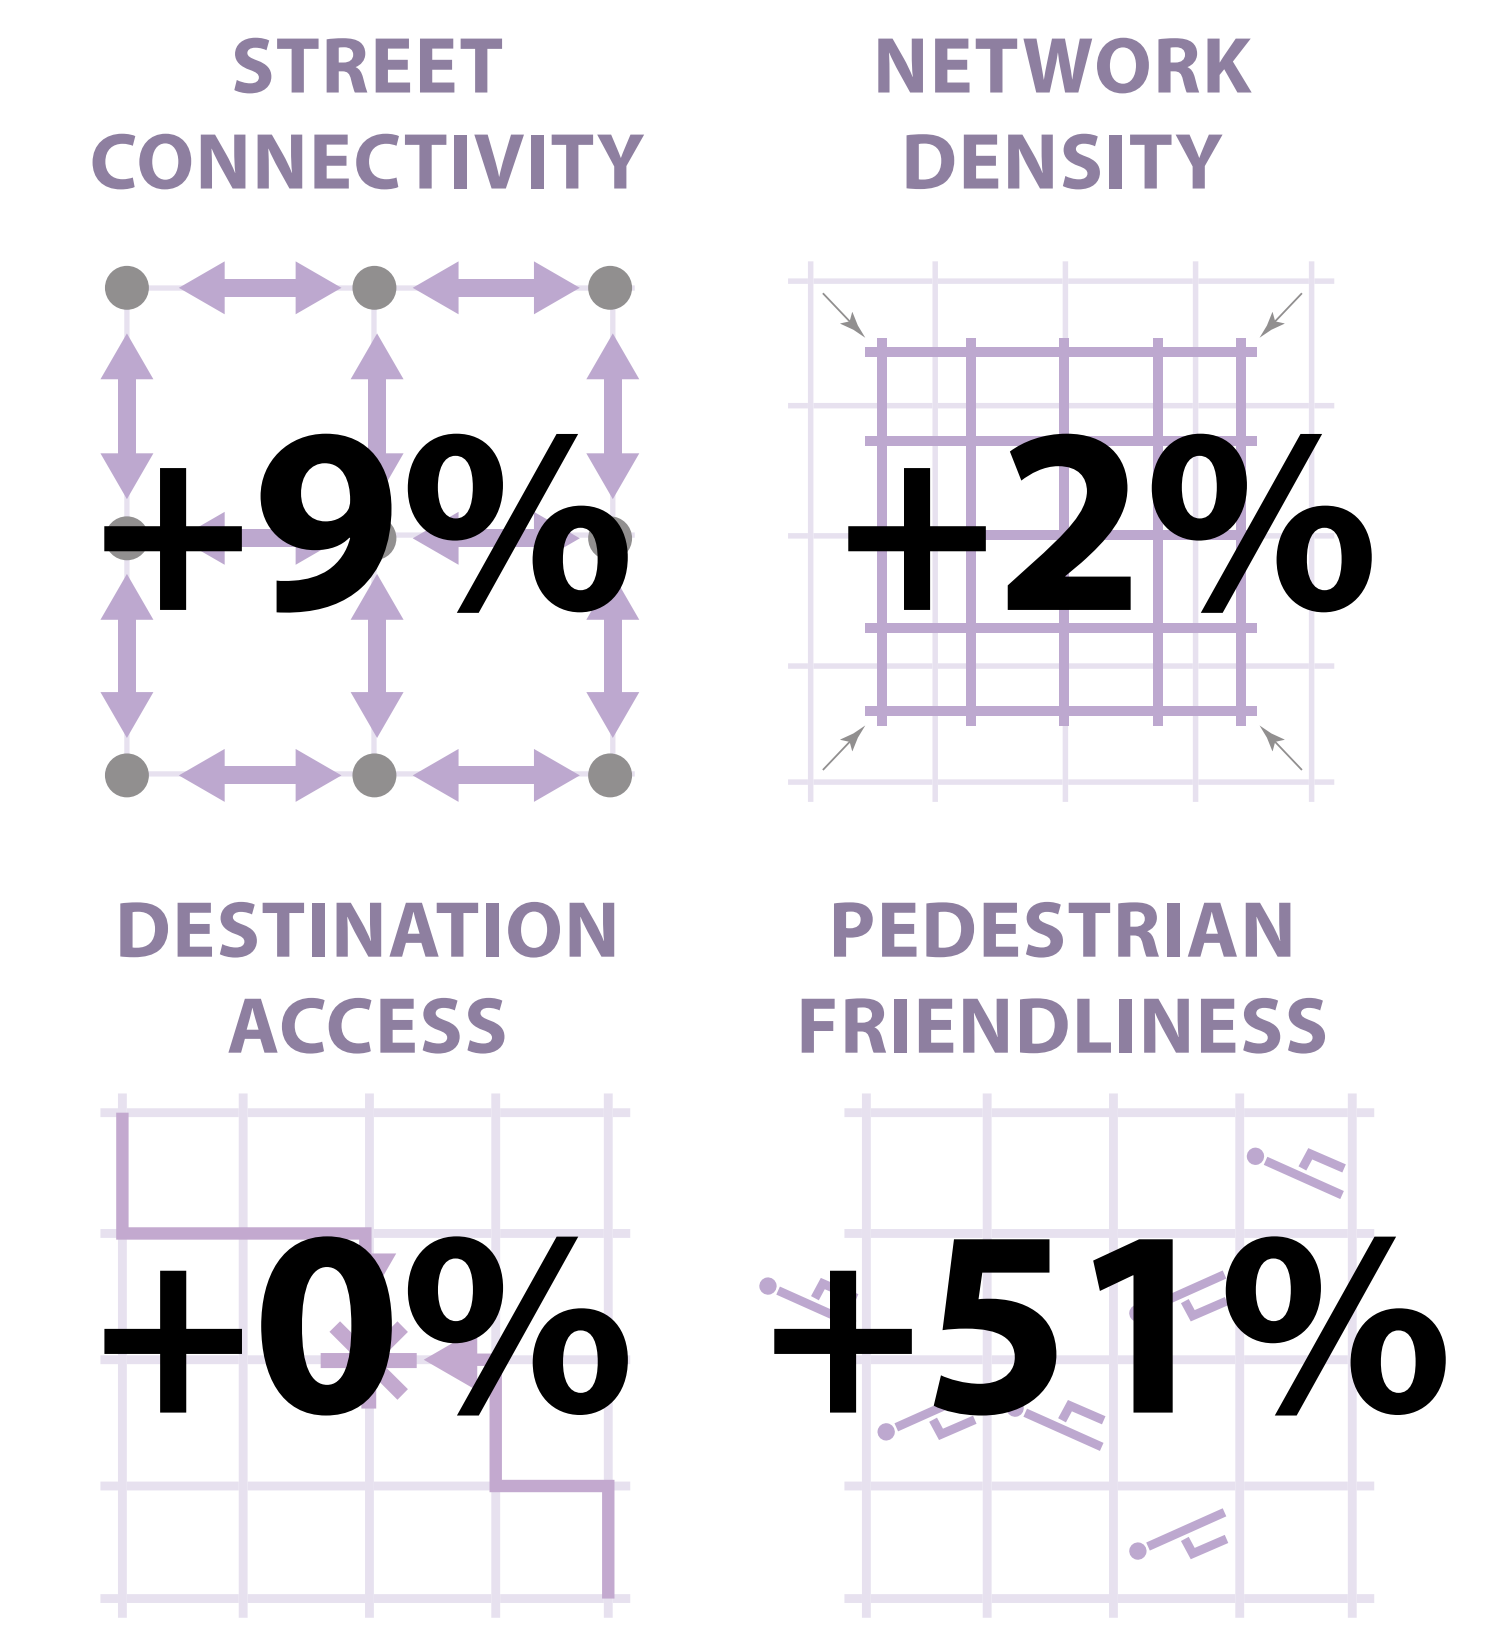 STREET
CONNECTIVITY
+9%
NETWORK
DENSITY
+2%
DESTINATION
ACCESS
+0%
PEDESTRIAN
FRIENDLINESS
+51%